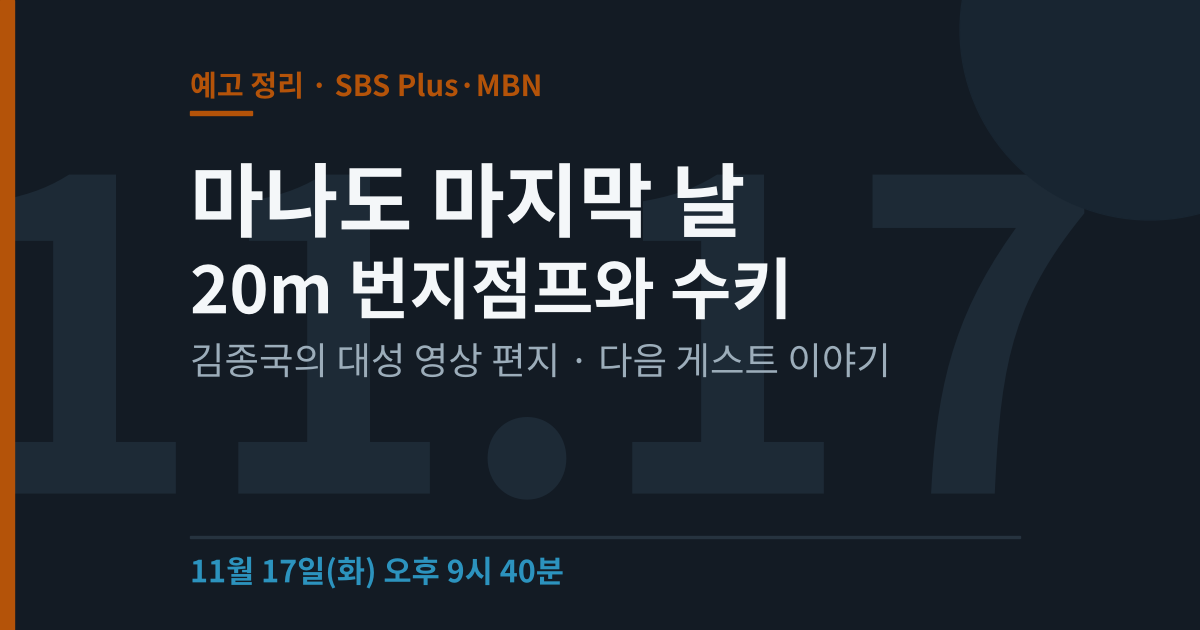 예고 정리 · SBS Plus·MBN
마나도 마지막 날
20m 번지점프와 수키
김종국의 대성 영상 편지 · 다음 게스트 이야기
11.17
11월 17일(화) 오후 9시 40분